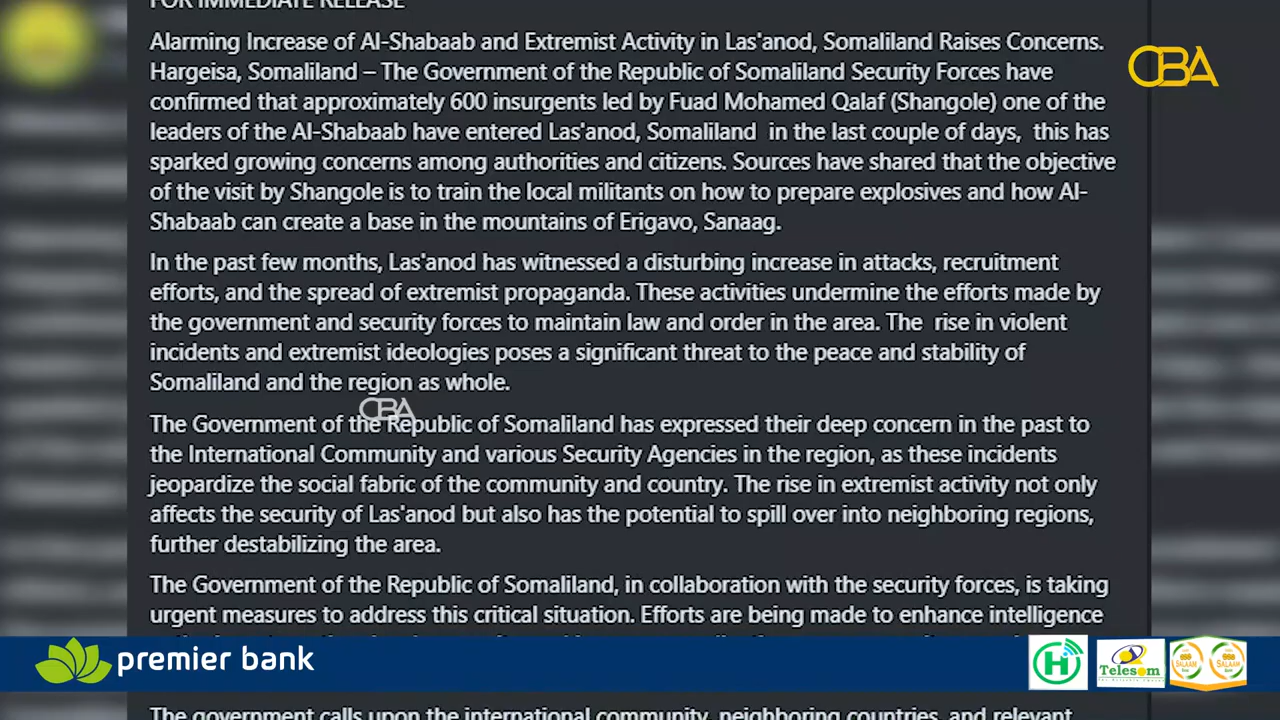 FOR IMMEDIATE RELEASE
Alarming Increase of Al-Shabaab and Extremist Activity in Las'anod, Somaliland Raises Concerns.
Hargeisa, Somaliland – The Government of the Republic of Somaliland Security Forces have
confirmed that approximately 600 insurgents led by Fuad Mohamed Qalaf (Shangole) one of the
leaders of the Al-Shabaab have entered Las'anod, Somaliland in the last couple of days, this has
sparked growing concerns among authorities and citizens. Sources have shared that the objective
of the visit by Shangole is to train the local militants on how to prepare explosives and how Al-
Shabaab can create a base in the mountains of Erigavo, Sanaag.
In the past few months, Las'anod has witnessed a disturbing increase in attacks, recruitment
efforts, and the spread of extremist propaganda. These activities undermine the efforts made by
the government and security forces to maintain law and order in the area. The rise in violent
incidents and extremist ideologies poses a significant threat to the peace and stability of
Somaliland and the region as whole.
The Government of the Republic of Somaliland has expressed their deep concern in the past to
the International Community and various Security Agencies in the region, as these incidents
jeopardize the social fabric of the community and country. The rise in extremist activity not only
affects the security of Las'anod but also has the potential to spill over into neighboring regions,
further destabilizing the area.
The Government of the Republic of Somaliland, in collaboration with the security forces, is taking
urgent measures to address this critical situation. Efforts are being made to enhance intelligence
The government calls upon the international community, neighboring countries, and relevant
CBA
CBA
premier bank
H
Telesom
SALAAM
SALAAM